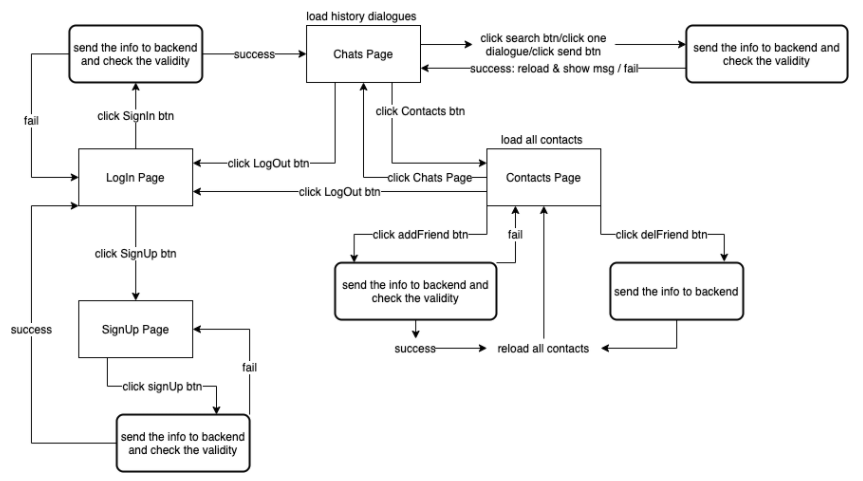 load history dialogues
send the info to backend
and check the validity
success
Chats Page
click search btn/click one
dialogue/click send btn
success: reload & show msg / fail
send the info to backend and
check the validity
fail
click SignIn btn
click Contacts btn
load all contacts
LogIn Page
click LogOut btn
click Chats Page
click LogOut btn
Contacts Page
click SignUp btn
click addFriend btn
fail
click delFriend btn
send the info to backend and
check the validity
send the info to backend
success
SignUp Page
success
reload all contacts
fail
click signUp btn
send the info to backend
and check the validity